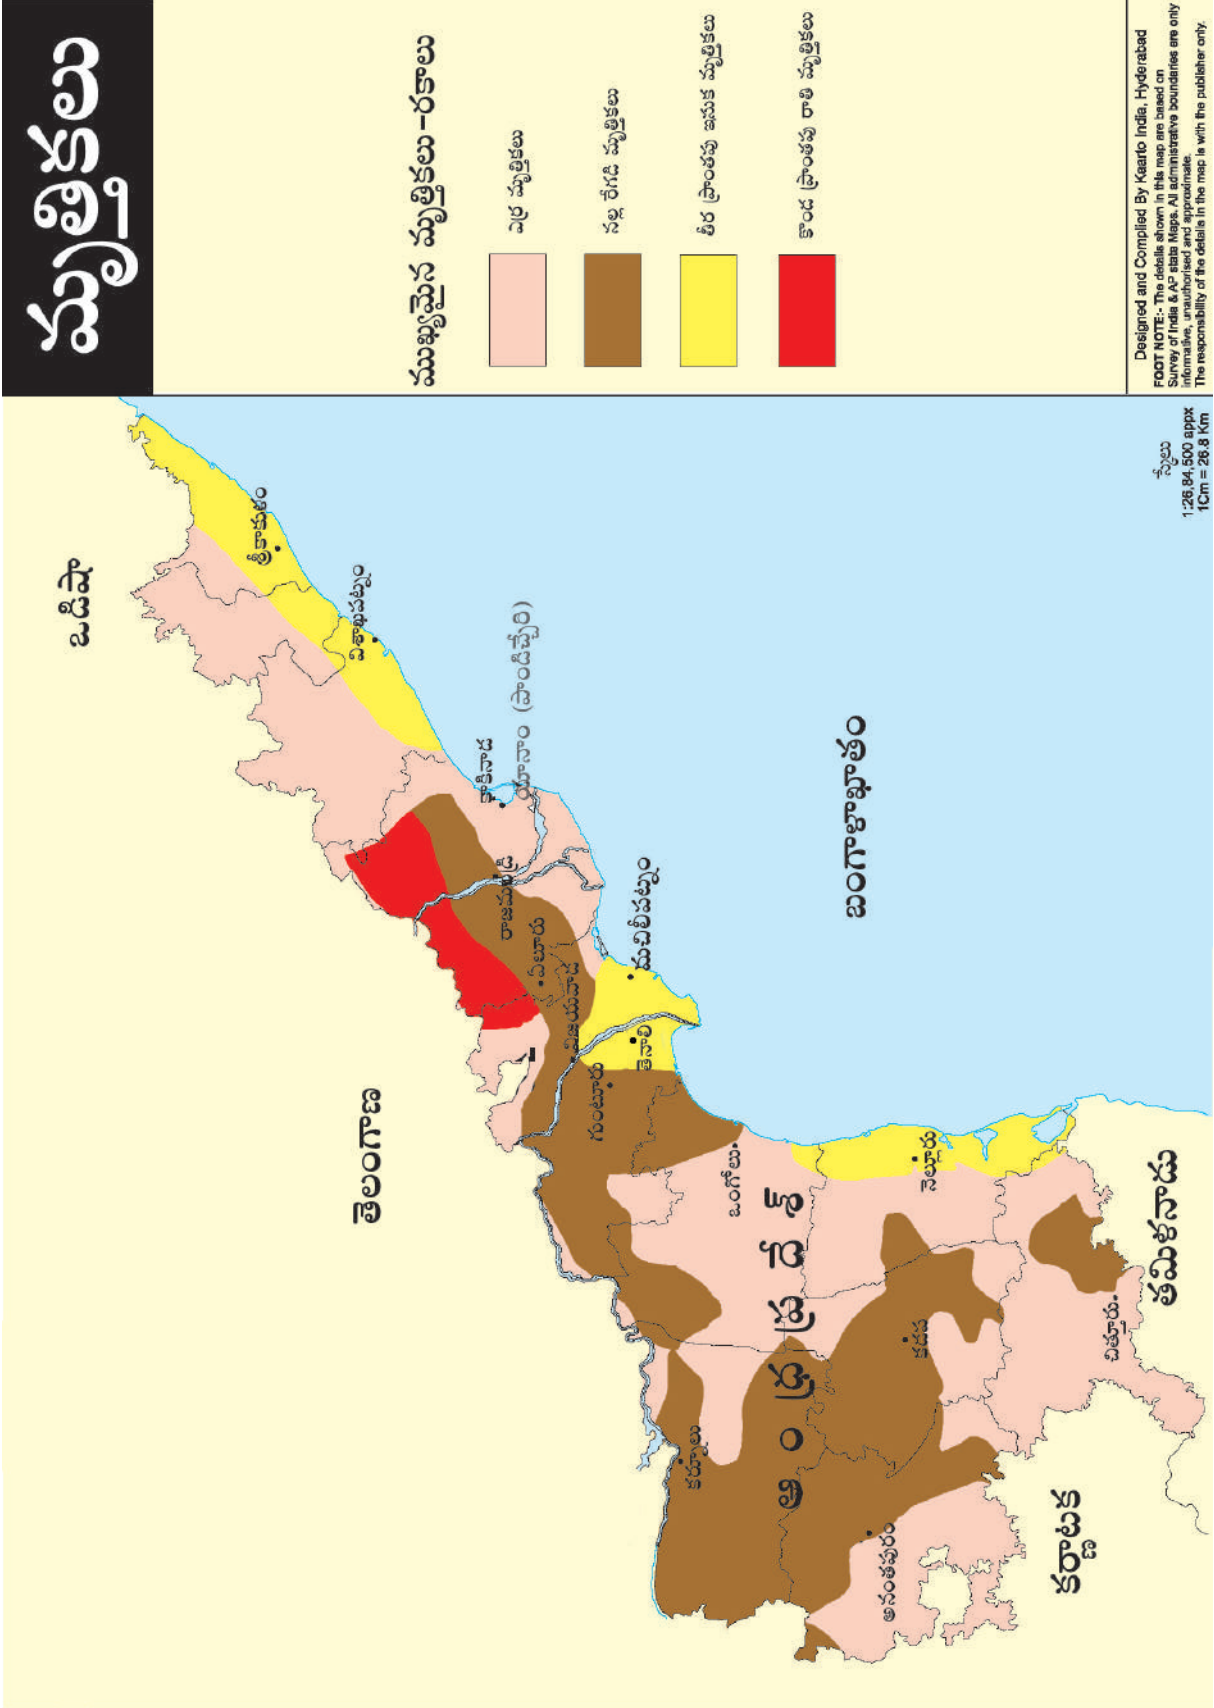 మృత్తికలు
ముఖ్యమైన మృత్తికలు-రకాలు
ఎర్ర మృత్తికలు
నల్ల రేగడి మృత్తికలు
తీర ప్రాంతపు ఇసుక మృత్తికలు
కొండ ప్రాంతపు రాతి మృత్తికలు
Designed and Complied By Kaarto India, Hyderabad
FOOT NOTE:- The details shown in this map are based on
Survey of India & AP state Maps. All administrative boundaries are only
informative, unauthorised and approximate.
The responsibility of the details in the map is with the publisher only.
స్కేలు
1:26,84,500 appx
1Cm = 26.8 Km
ఒడిషా
శ్రీకాకుళం
విశాఖపట్నం
కాకినాడ
యానాం (పాండిచ్చేరి)
రాజమండ్రి
ఏలూరు
విజయవాడ
మచిలీపట్నం
తెనాలి
గుంటూరు
బంగాళాఖాతం
తెలంగాణ
ఒంగోలు
నెల్లూరు
ఆంధ్రప్రదేశ్
కర్నూలు
కడప
అనంతపురం
చిత్తూరు
తమిళనాడు
కర్ణాటక